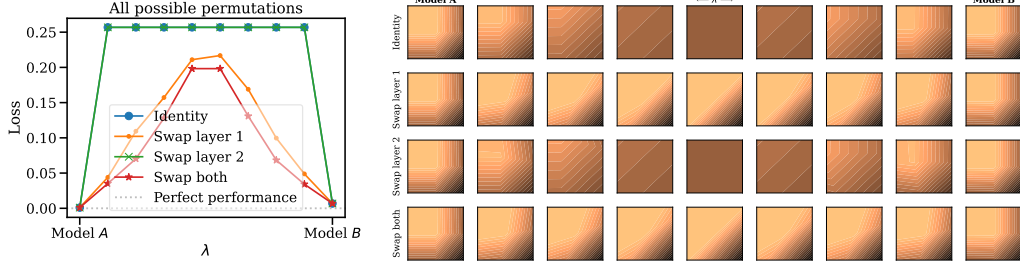 All possible permutations
Loss
0.25
0.20
0.15
0.10
0.05
0.00
Identity
Swap layer 1
Swap layer 2
Swap both
Perfect performance
Model A
Model B
λ
Model A
Model B
Identity
Swap layer 1
Swap layer 2
Swap both